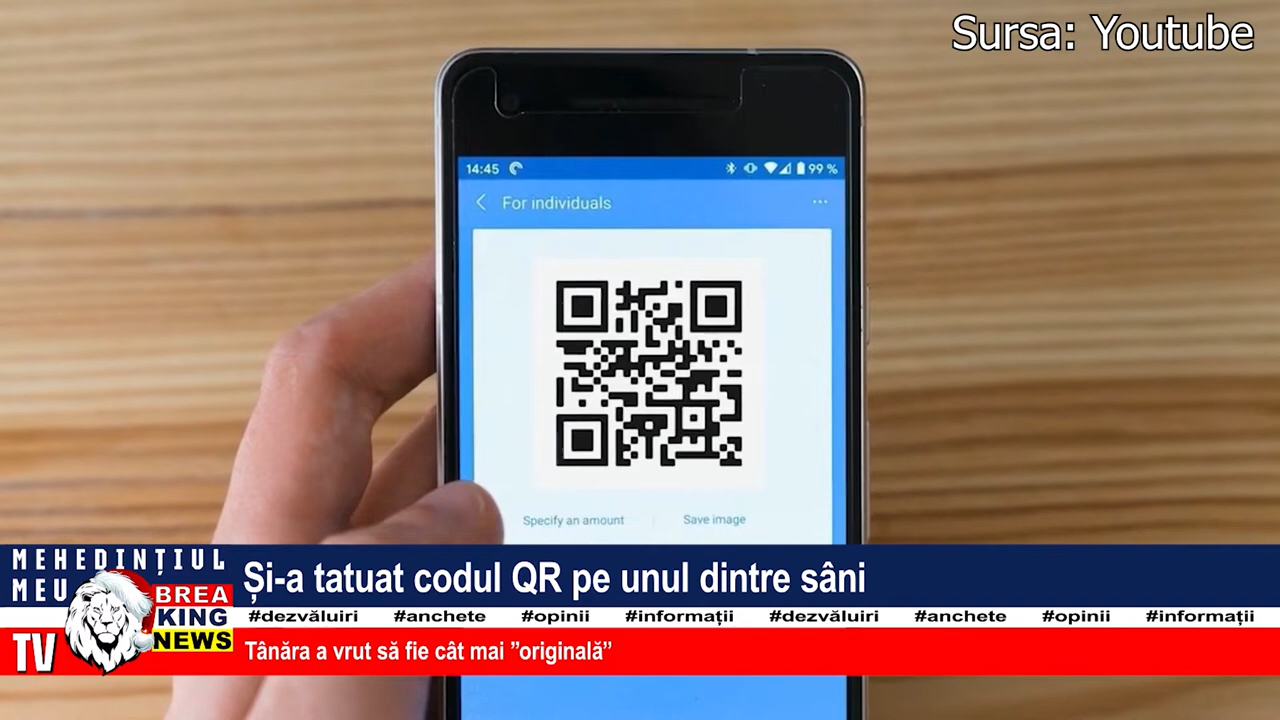 Sursa: Youtube
14:45 99 %
For individuals
Specify an amount Save image
MEHEDINȚIUL
MEU
TV
BREA
KING
NEWS
Și-a tatuat codul QR pe unul dintre sâni
#dezvăluiri #anchete #opinii #informații #dezvăluiri #anchete #opinii #informații
Tânăra a vrut să fie cât mai ”originală”